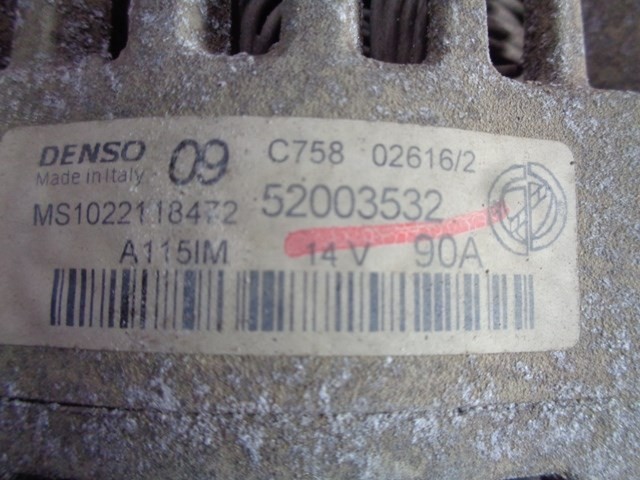 DENSO 09 C758 02616/2
Made in Italy
MS1022118472 52003532
A115IM 14 V 90A